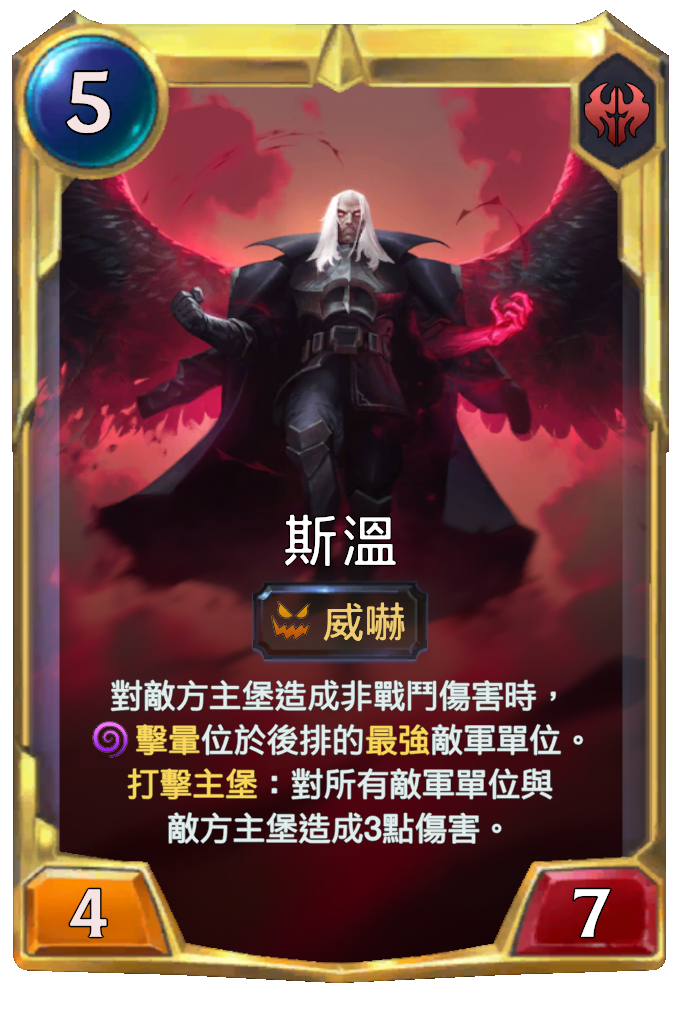 5
斯溫
威嚇
對敵方主堡造成非戰鬥傷害時，
擊暈位於後排的最強敵軍單位。
打擊主堡：對所有敵軍單位與
敵方主堡造成3點傷害。
4
7